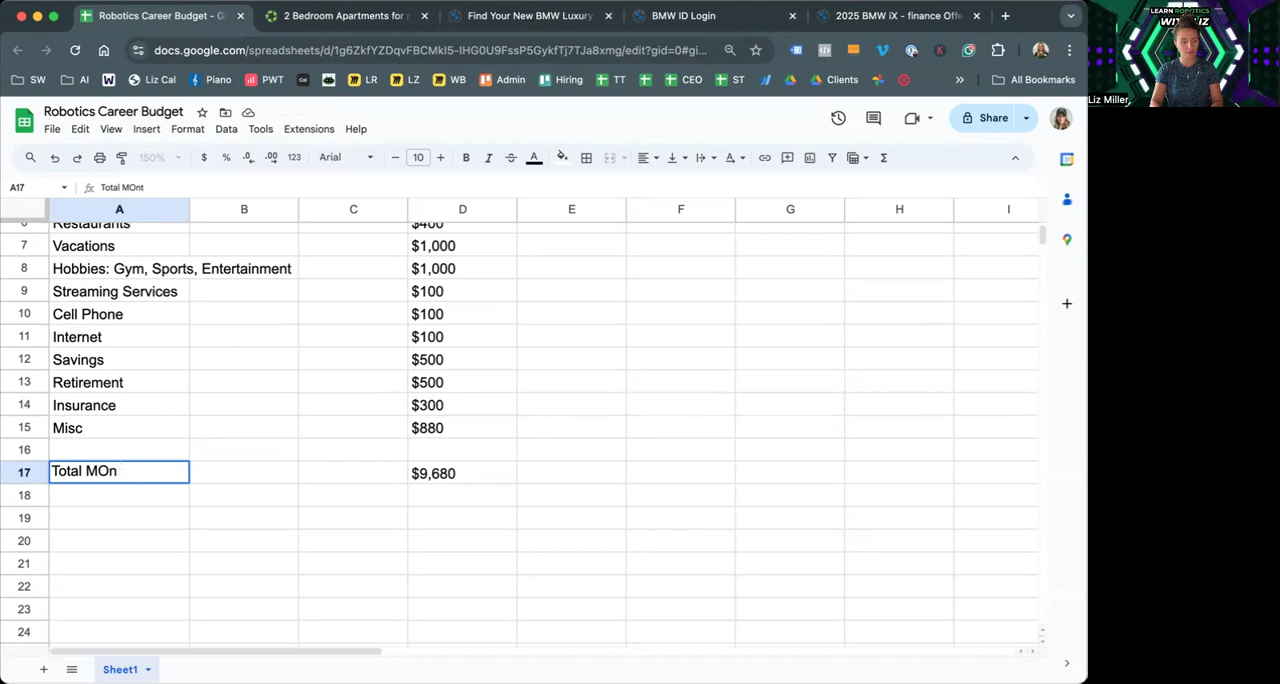 Robotics Career Budget - G
2 Bedroom Apartments for
Find Your New BMW Luxury
BMW ID Login
2025 BMW iX - finance Offe
docs.google.com/spreadsheets/d/1g6ZkfYZDqvFBCMkI5-IHG0U9FssP5GykfTj7TJa8xmg/edit?gid=0#gi...
SW
AI
Liz Cal
Piano
PWT
LR
LZ
WB
Admin
Hiring
TT
CEO
ST
Clients
All Bookmarks
Robotics Career Budget
Share
File Edit View Insert Format Data Tools Extensions Help
150% $ % .0 .00 123 Arial 10 B I S A Σ
A17 fx Total MOnt
A B C D E F G H I
6 Restaurants $400
7 Vacations $1,000
8 Hobbies: Gym, Sports, Entertainment $1,000
9 Streaming Services $100
10 Cell Phone $100
11 Internet $100
12 Savings $500
13 Retirement $500
14 Insurance $300
15 Misc $880
16
17 Total MOn $9,680
18
19
20
21
22
23
24
Sheet1
LEARN ROBOTICS
WITH LIZ
Liz Miller